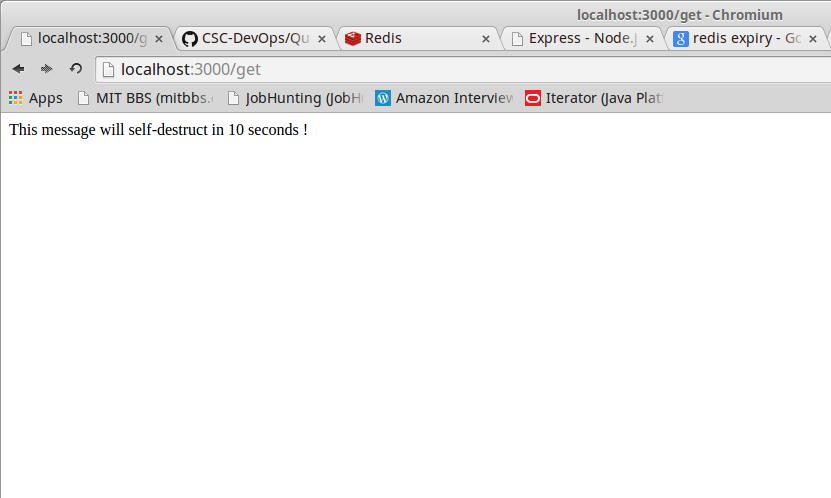 localhost:3000/get - Chromium
localhost:3000/g
CSC-DevOps/Qu
Redis
Express - Node.j
redis expiry - Go
localhost:3000/get
Apps
MIT BBS (mitbbs.
JobHunting (JobH
Amazon Interview
Iterator (Java Plat
This message will self-destruct in 10 seconds !